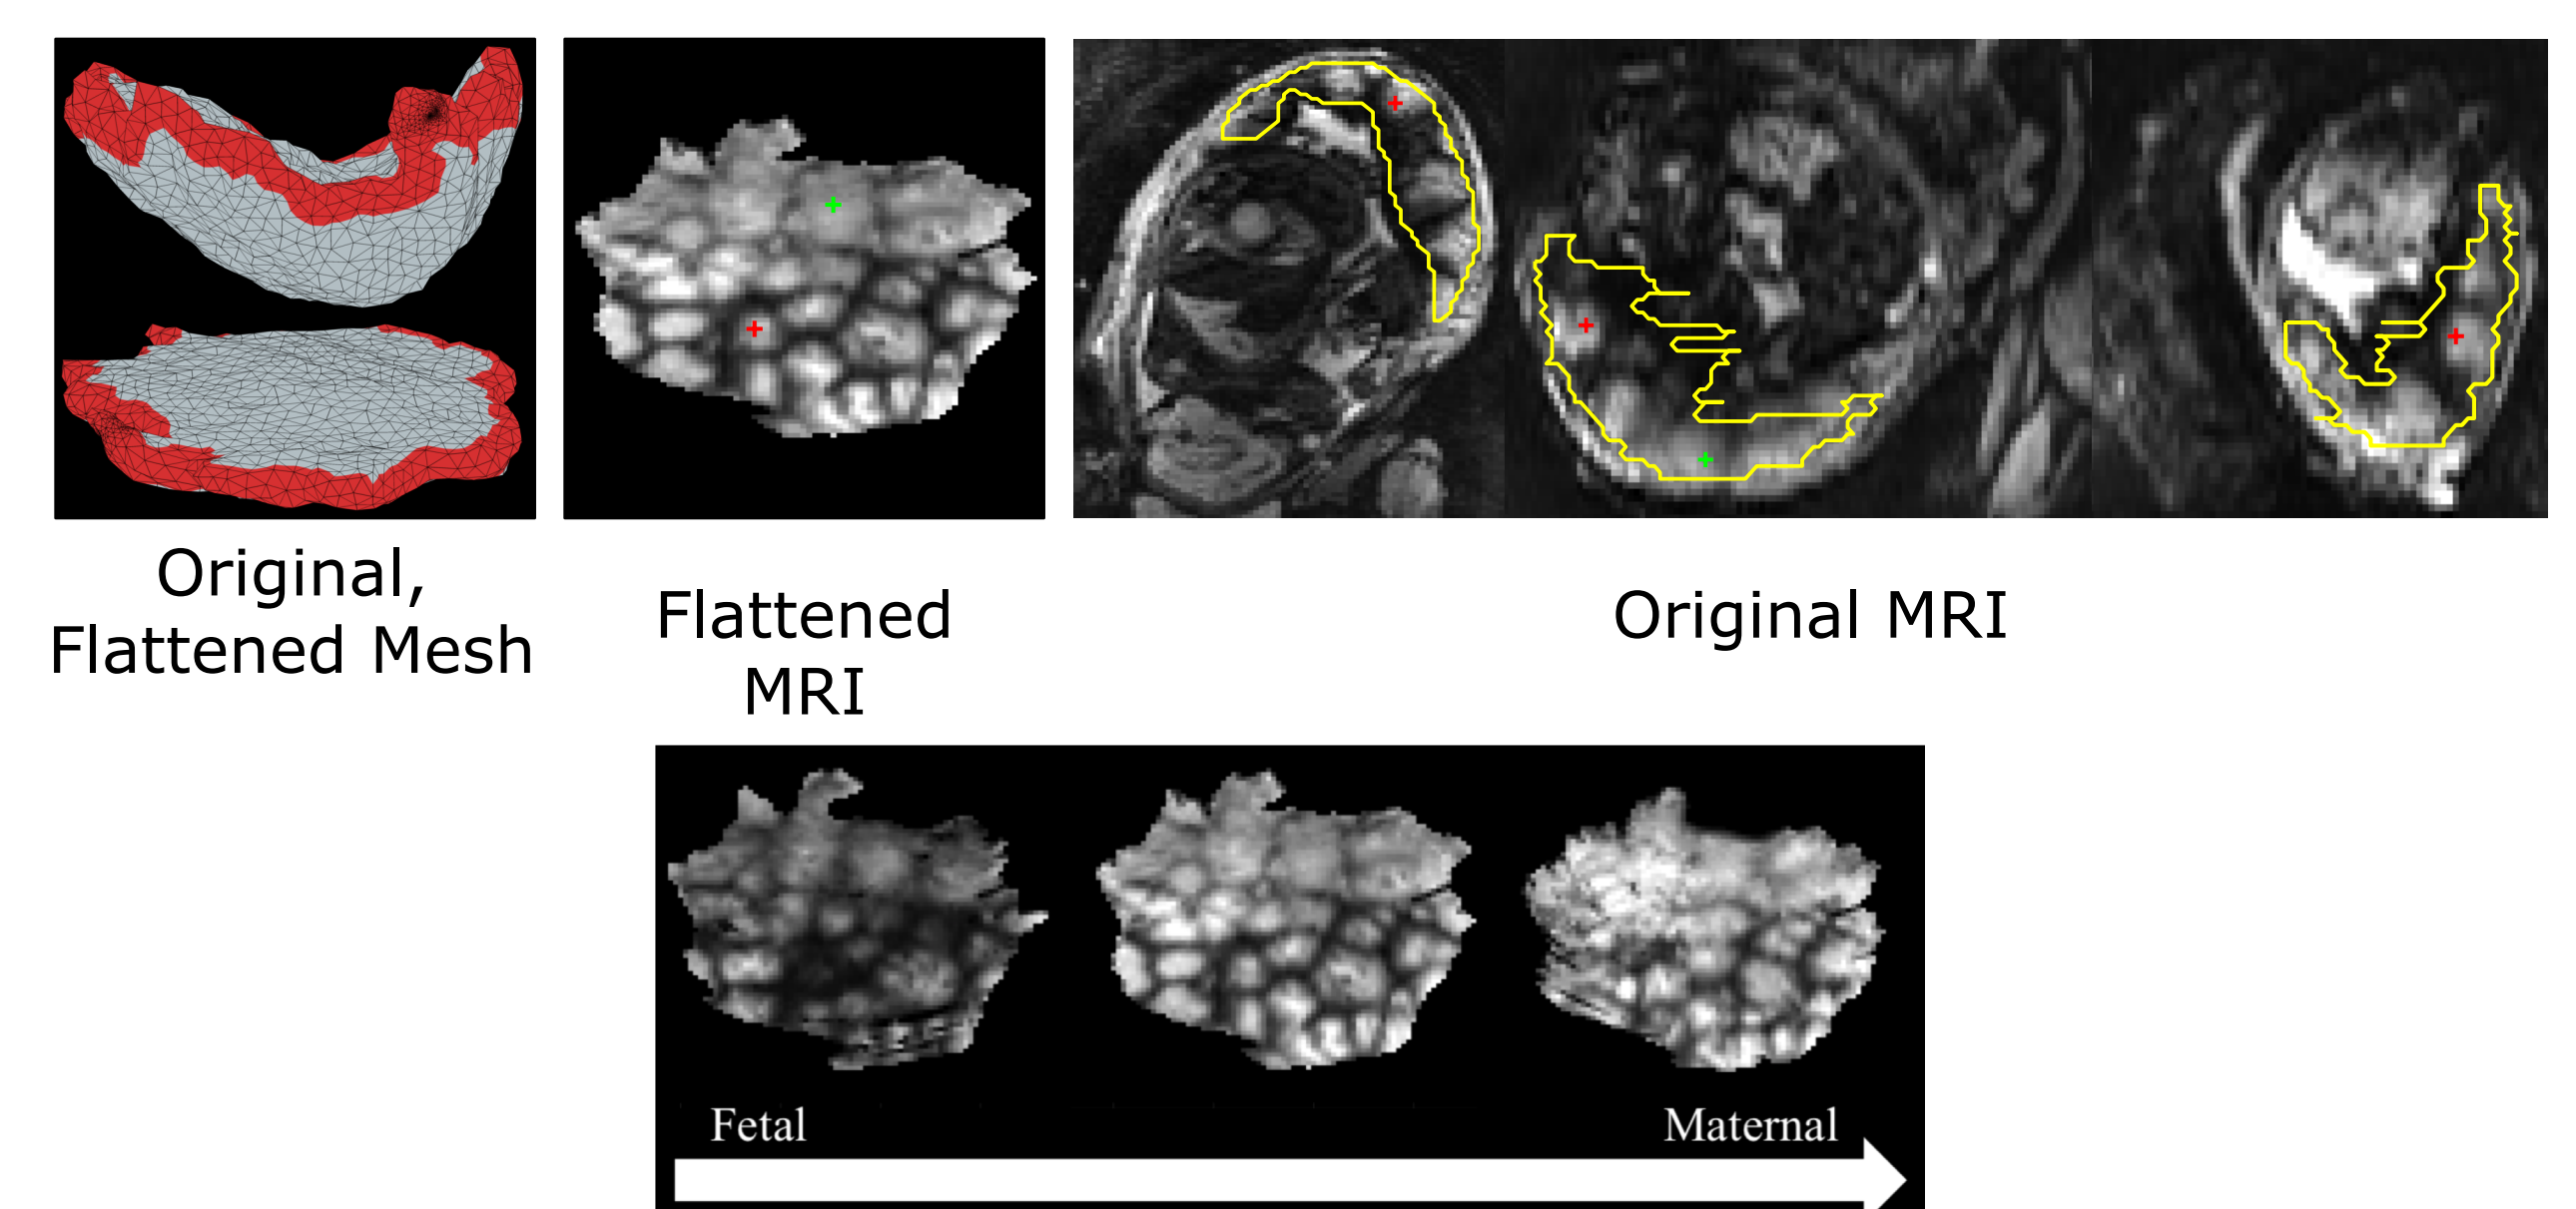 Original,
Flattened Mesh
Flattened
MRI
Original MRI
Fetal
Maternal